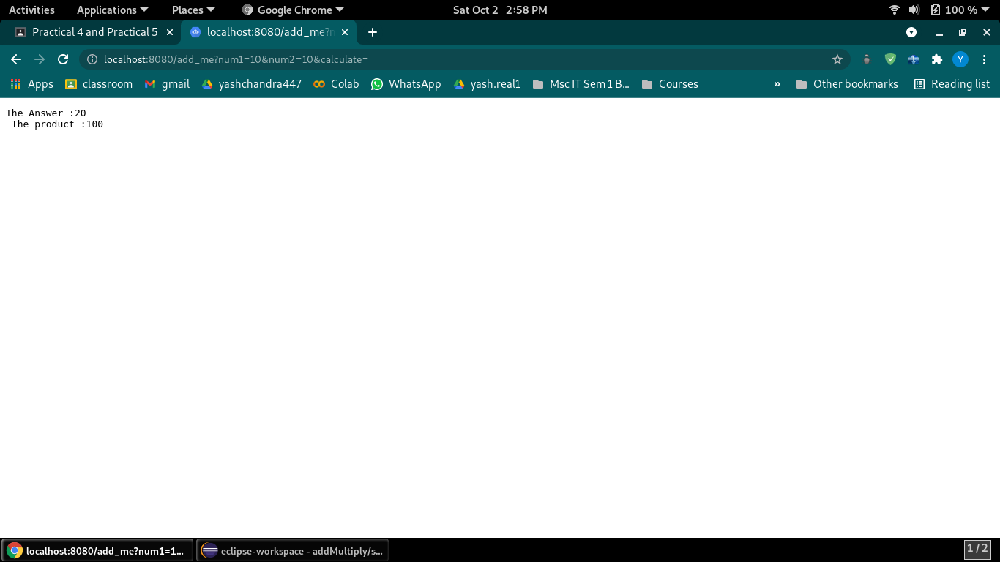 Activities Applications Places Google Chrome Sat Oct 2 2:58 PM 100 %
Practical 4 and Practical 5 localhost:8080/add_me?n
localhost:8080/add_me?num1=10&num2=10&calculate= Y
Apps classroom gmail yashchandra447 Colab WhatsApp yash.real1 Msc IT Sem 1 B... Courses » Other bookmarks Reading list
The Answer :20
The product :100
localhost:8080/add_me?num1=1... eclipse-workspace - addMultiply/s... 1 / 2